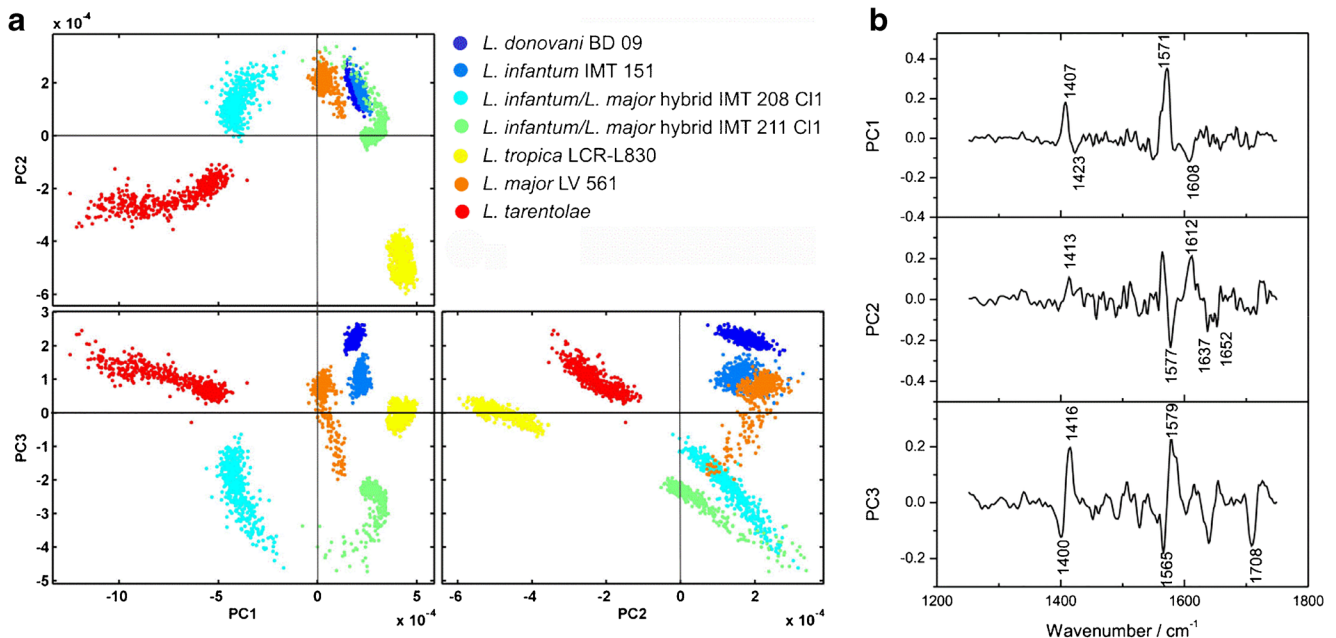 a
x 10⁻⁴
2
0
-2
-4
-6
PC2
L. donovani BD 09
L. infantum IMT 151
L. infantum/L. major hybrid IMT 208 Cl1
L. infantum/L. major hybrid IMT 211 Cl1
L. tropica LCR-L830
L. major LV 561
L. tarentolae
3
2
1
0
-1
-2
-3
-4
-5
PC3
-10
-5
0
5
PC1
x 10⁻⁴
-6
-4
-2
0
2
PC2
x 10⁻⁴
b
0.4
0.2
0.0
-0.2
-0.4
PC1
1407
1423
1571
1608
0.2
0.0
-0.2
-0.4
PC2
1413
1577
1612
1637
1652
0.4
0.2
0.0
-0.2
PC3
1400
1416
1565
1579
1708
1200
1400
1600
1800
Wavenumber / cm⁻¹